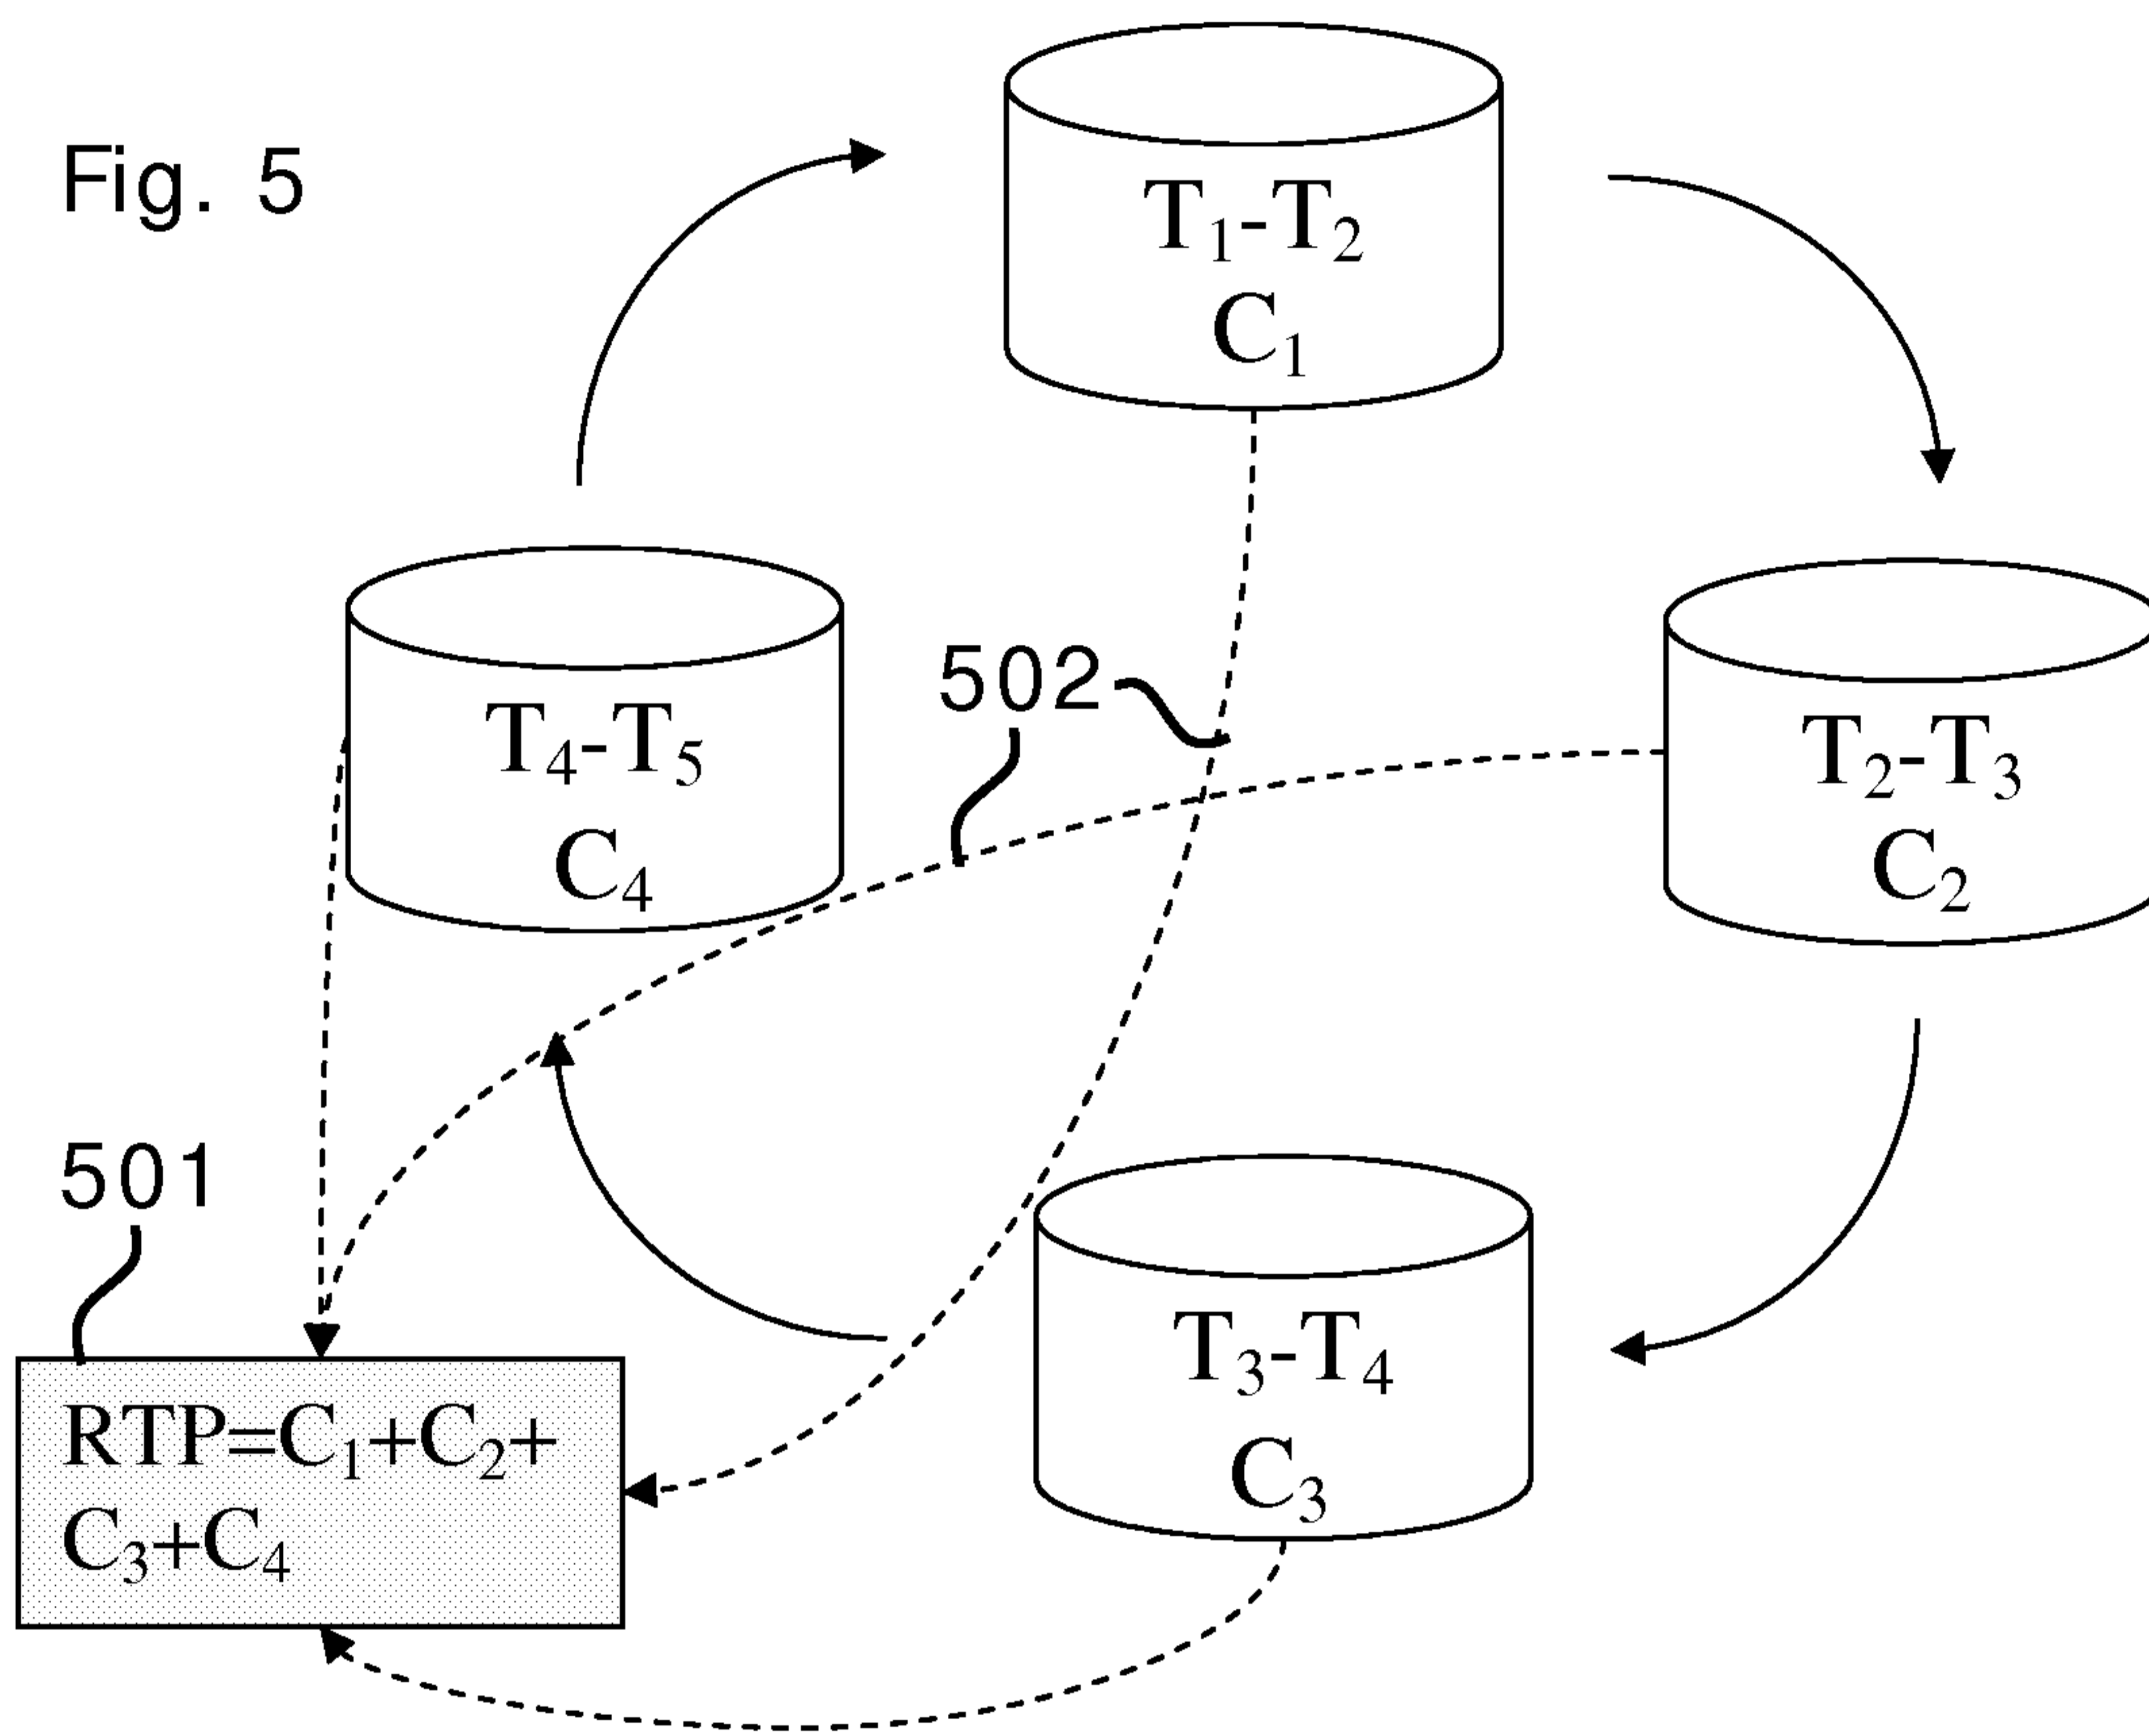 Fig. 5
T₁-T₂
C₁
T₄-T₅
C₄
502
T₂-T₃
C₂
501
T₃-T₄
C₃
RTP=C₁+C₂+
C₃+C₄